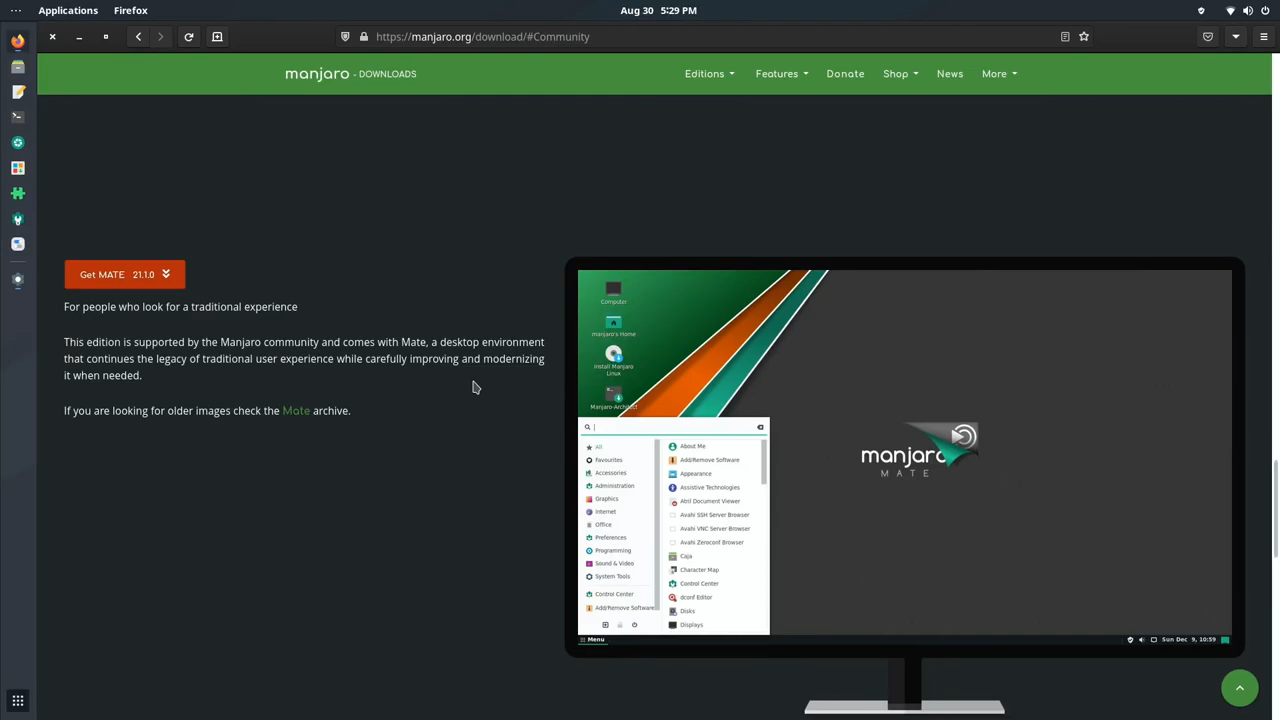 Applications Firefox Aug 30 5:29 PM
https://manjaro.org/download/#Community
manjaro - DOWNLOADS Editions Features Donate Shop News More
Get MATE 21.1.0
For people who look for a traditional experience
This edition is supported by the Manjaro community and comes with Mate, a desktop environment
that continues the legacy of traditional user experience while carefully improving and modernizing
it when needed.
If you are looking for older images check the Mate archive.
Computer
manjaro's Home
Install Manjaro
Linux
Manjaro-Architect
All
Favourites
Accessories
Administration
Graphics
Internet
Office
Preferences
Programming
Sound & Video
System Tools
Control Center
Add/Remove Software
About Me
Add/Remove Software
Appearance
Assistive Technologies
Atril Document Viewer
Avahi SSH Server Browser
Avahi VNC Server Browser
Avahi Zeroconf Browser
Caja
Character Map
Control Center
dconf Editor
Disks
Displays
manjaro
MATE
Menu
Sun Dec 9, 10:59